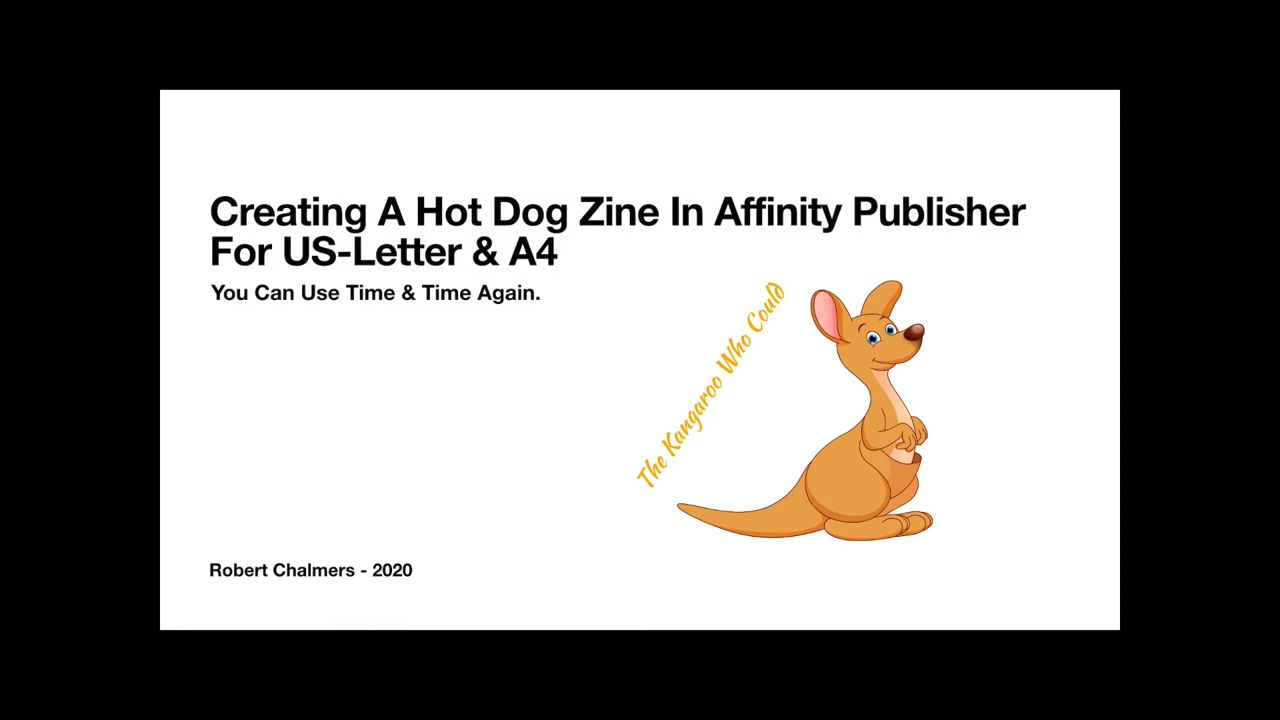 Creating A Hot Dog Zine In Affinity Publisher
For US-Letter & A4
You Can Use Time & Time Again.
The Kangaroo Who Could
Robert Chalmers - 2020